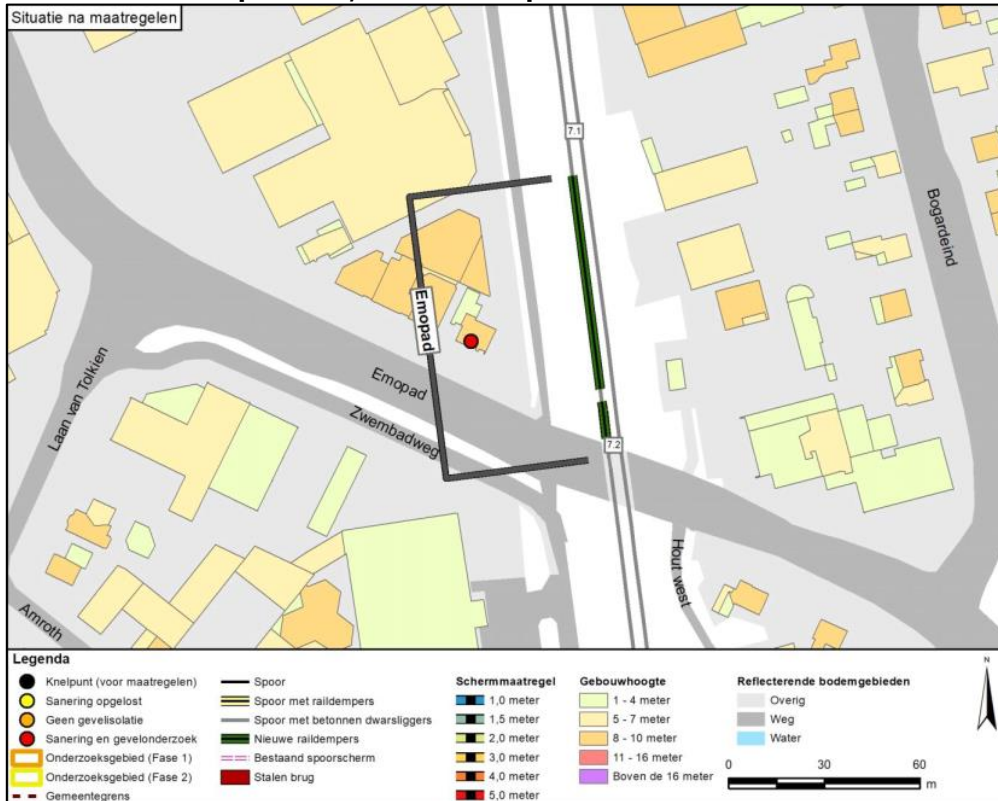 Situatie na maatregelen
7.1
Bogardeind
Emopad
Laan van Tolkien
Emopad
Zwembadweg
7.2
Hout west
Amroth
Legenda
Knelpunt (voor maatregelen)
Sanering opgelost
Geen gevelisolatie
Sanering en gevelonderzoek
Onderzoeksgebied (Fase 1)
Onderzoeksgebied (Fase 2)
Gemeentegrens
Spoor
Spoor met raildempers
Spoor met betonnen dwarsliggers
Nieuwe raildempers
Bestaand spoorscherm
Stalen brug
Schermmaatregel
1,0 meter
1,5 meter
2,0 meter
3,0 meter
4,0 meter
5,0 meter
Gebouwhoogte
1 - 4 meter
5 - 7 meter
8 - 10 meter
11 - 16 meter
Boven de 16 meter
Reflecterende bodemgebieden
Overig
Weg
Water
N
0 30 60
m